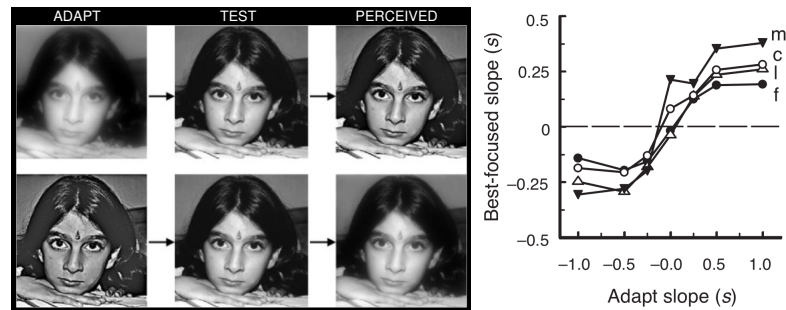 ADAPT TEST PERCEIVED
Best-focused slope (s)
0.5
0.25
0
−0.25
−0.5
m
c
l
f
−1.0 −0.5 −0.0 0.5 1.0
Adapt slope (s)